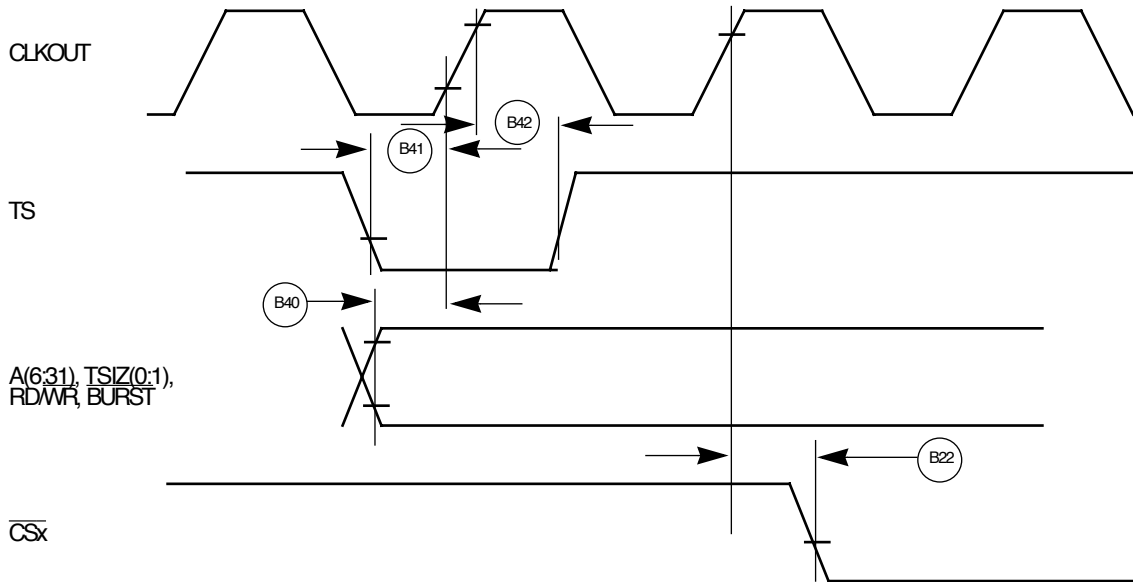 CLKOUT
B42
B41
TS
B40
A(6:31), TSIZ(0:1),
RD/WR, BURST
B22
CSx